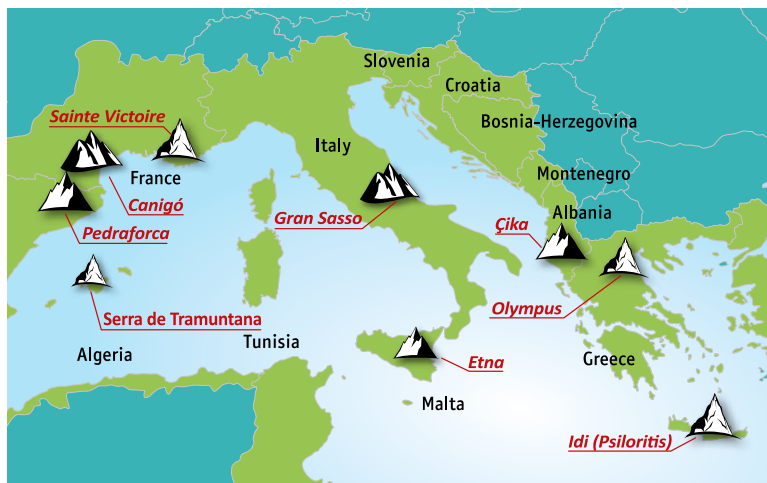 Slovenia
Croatia
Sainte Victoire
Bosnia-Herzegovina
Italy
Montenegro
France
Canigó
Gran Sasso
Albania
Çika
Pedraforca
Olympus
Serra de Tramuntana
Tunisia
Algeria
Etna
Greece
Malta
Idi (Psiloritis)